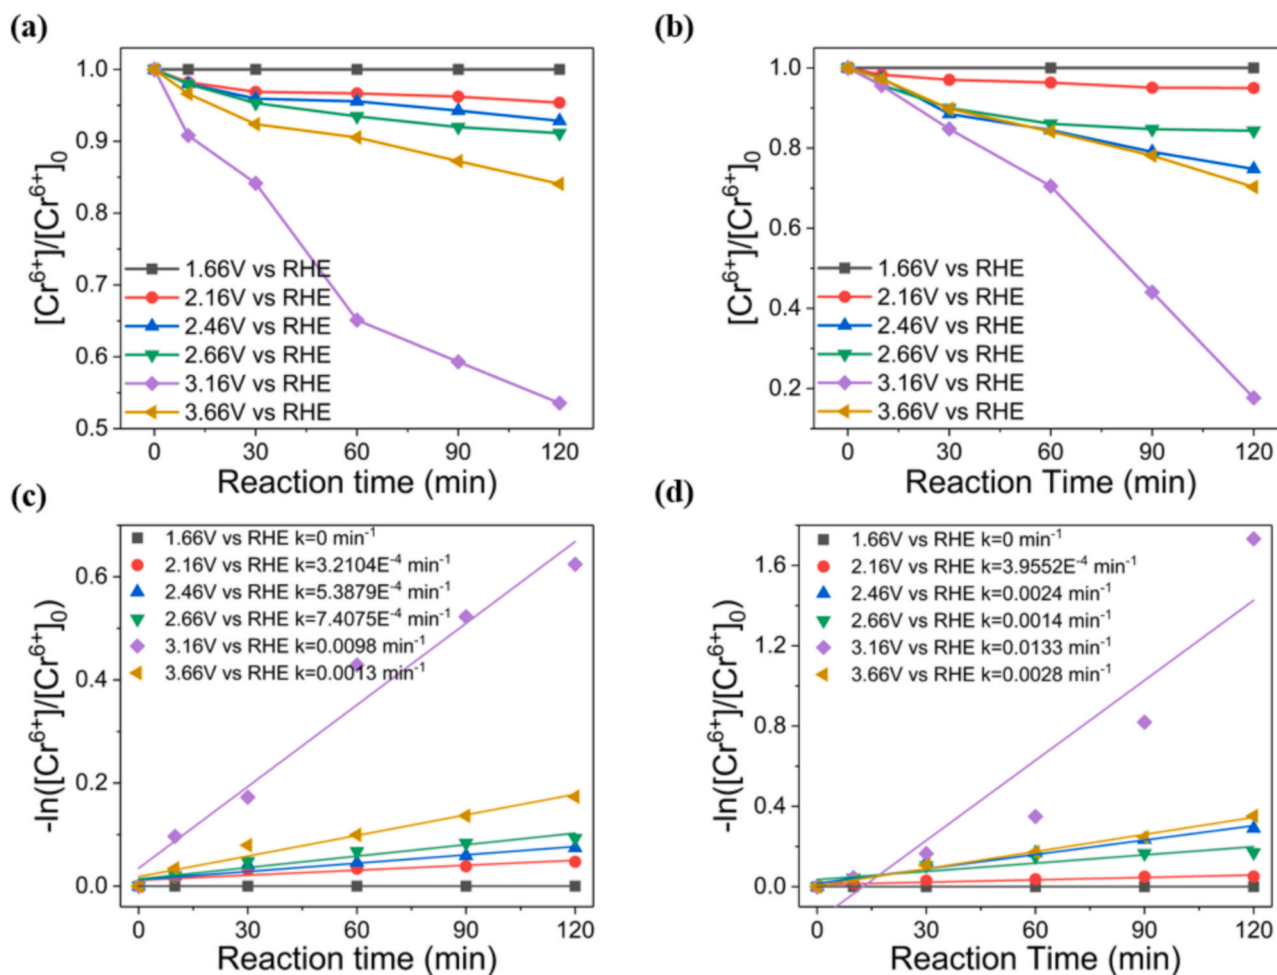 (a)
1.0
0.9
0.8
0.7
0.6
0.5
[Cr⁶⁺]/[Cr⁶⁺]₀
1.66V vs RHE
2.16V vs RHE
2.46V vs RHE
2.66V vs RHE
3.16V vs RHE
3.66V vs RHE
0 30 60 90 120
Reaction time (min)
(b)
1.0
0.8
0.6
0.4
0.2
[Cr⁶⁺]/[Cr⁶⁺]₀
1.66V vs RHE
2.16V vs RHE
2.46V vs RHE
2.66V vs RHE
3.16V vs RHE
3.66V vs RHE
0 30 60 90 120
Reaction Time (min)
(c)
0.6
0.4
0.2
0.0
-ln([Cr⁶⁺]/[Cr⁶⁺]₀)
1.66V vs RHE k=0 min⁻¹
2.16V vs RHE k=3.2104E⁻⁴ min⁻¹
2.46V vs RHE k=5.3879E⁻⁴ min⁻¹
2.66V vs RHE k=7.4075E⁻⁴ min⁻¹
3.16V vs RHE k=0.0098 min⁻¹
3.66V vs RHE k=0.0013 min⁻¹
0 30 60 90 120
Reaction time (min)
(d)
1.6
1.2
0.8
0.4
0.0
-ln([Cr⁶⁺]/[Cr⁶⁺]₀)
1.66V vs RHE k=0 min⁻¹
2.16V vs RHE k=3.9552E⁻⁴ min⁻¹
2.46V vs RHE k=0.0024 min⁻¹
2.66V vs RHE k=0.0014 min⁻¹
3.16V vs RHE k=0.0133 min⁻¹
3.66V vs RHE k=0.0028 min⁻¹
0 30 60 90 120
Reaction Time (min)